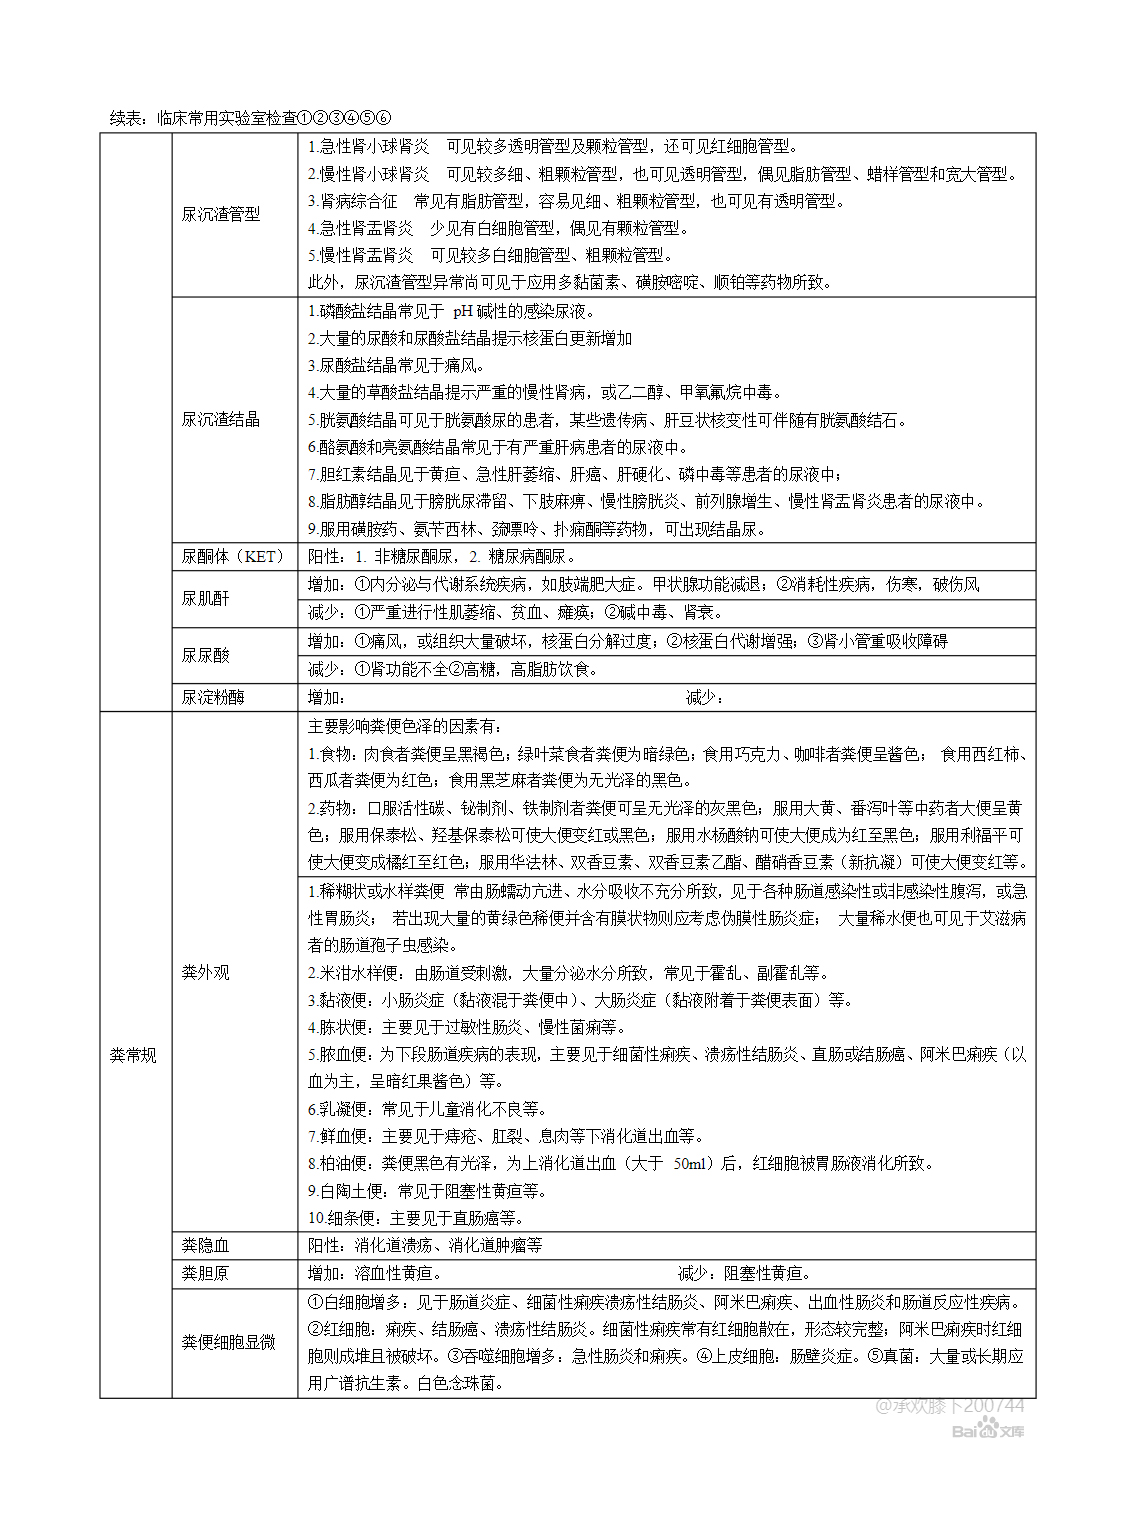 续表：临床常用实验室检查①②③④⑤⑥
尿沉渣管型
1.急性肾小球肾炎　可见较多透明管型及颗粒管型，还可见红细胞管型。
2.慢性肾小球肾炎　可见较多细、粗颗粒管型，也可见透明管型，偶见脂肪管型、蜡样管型和宽大管型。
3.肾病综合征　常见有脂肪管型，容易见细、粗颗粒管型，也可见有透明管型。
4.急性肾盂肾炎　少见有白细胞管型，偶见有颗粒管型。
5.慢性肾盂肾炎　可见较多白细胞管型、粗颗粒管型。
此外，尿沉渣管型异常尚可见于应用多黏菌素、磺胺嘧啶、顺铂等药物所致。
尿沉渣结晶
1.磷酸盐结晶常见于 pH 碱性的感染尿液。
2.大量的尿酸和尿酸盐结晶提示核蛋白更新增加
3.尿酸盐结晶常见于痛风。
4.大量的草酸盐结晶提示严重的慢性肾病，或乙二醇、甲氧氟烷中毒。
5.胱氨酸结晶可见于胱氨酸尿的患者，某些遗传病、肝豆状核变性可伴随有胱氨酸结石。
6.酪氨酸和亮氨酸结晶常见于有严重肝病患者的尿液中。
7.胆红素结晶见于黄疸、急性肝萎缩、肝癌、肝硬化、磷中毒等患者的尿液中；
8.脂肪醇结晶见于膀胱尿滞留、下肢麻痹、慢性膀胱炎、前列腺增生、慢性肾盂肾炎患者的尿液中。
9.服用磺胺药、氨苄西林、巯嘌呤、扑痫酮等药物，可出现结晶尿。
尿酮体（KET）
阳性：1. 非糖尿酮尿，2. 糖尿病酮尿。
尿肌酐
增加：①内分泌与代谢系统疾病，如肢端肥大症。甲状腺功能减退；②消耗性疾病，伤寒，破伤风
减少：①严重进行性肌萎缩、贫血、瘫痪；②碱中毒、肾衰。
尿尿酸
增加：①痛风，或组织大量破坏，核蛋白分解过度；②核蛋白代谢增强；③肾小管重吸收障碍
减少：①肾功能不全②高糖，高脂肪饮食。
尿淀粉酶
增加：　减少：
粪常规
粪外观
主要影响粪便色泽的因素有：
1.食物：肉食者粪便呈黑褐色；绿叶菜食者粪便为暗绿色；食用巧克力、咖啡者粪便呈酱色； 食用西红柿、
西瓜者粪便为红色；食用黑芝麻者粪便为无光泽的黑色。
2.药物：口服活性碳、铋制剂、铁制剂者粪便可呈无光泽的灰黑色；服用大黄、番泻叶等中药者大便呈黄
色；服用保泰松、羟基保泰松可使大便变红或黑色；服用水杨酸钠可使大便成为红至黑色；服用利福平可
使大便变成橘红至红色；服用华法林、双香豆素、双香豆素乙酯、醋硝香豆素（新抗凝）可使大便变红等。
1.稀糊状或水样粪便 常由肠蠕动亢进、水分吸收不充分所致，见于各种肠道感染性或非感染性腹泻，或急
性胃肠炎； 若出现大量的黄绿色稀便并含有膜状物则应考虑伪膜性肠炎症； 大量稀水便也可见于艾滋病
者的肠道孢子虫感染。
2.米泔水样便：由肠道受刺激，大量分泌水分所致，常见于霍乱、副霍乱等。
3.黏液便：小肠炎症（黏液混于粪便中）、大肠炎症（黏液附着于粪便表面）等。
4.胨状便：主要见于过敏性肠炎、慢性菌痢等。
5.脓血便：为下段肠道疾病的表现，主要见于细菌性痢疾、溃疡性结肠炎、直肠或结肠癌、阿米巴痢疾（以
血为主，呈暗红果酱色）等。
6.乳凝便：常见于儿童消化不良等。
7.鲜血便：主要见于痔疮、肛裂、息肉等下消化道出血等。
8.柏油便：粪便黑色有光泽，为上消化道出血（大于 50ml）后，红细胞被胃肠液消化所致。
9.白陶土便：常见于阻塞性黄疸等。
10.细条便：主要见于直肠癌等。
粪隐血
阳性：消化道溃疡、消化道肿瘤等
粪胆原
增加：溶血性黄疸。　减少：阻塞性黄疸。
粪便细胞显微
①白细胞增多：见于肠道炎症、细菌性痢疾溃疡性结肠炎、阿米巴痢疾、出血性肠炎和肠道反应性疾病。
②红细胞：痢疾、结肠癌、溃疡性结肠炎。细菌性痢疾常有红细胞散在，形态较完整；阿米巴痢疾时红细
胞则成堆且被破坏。③吞噬细胞增多：急性肠炎和痢疾。④上皮细胞：肠壁炎症。⑤真菌：大量或长期应
用广谱抗生素。白色念珠菌。
@承欢膝下200744
Bai du 文库